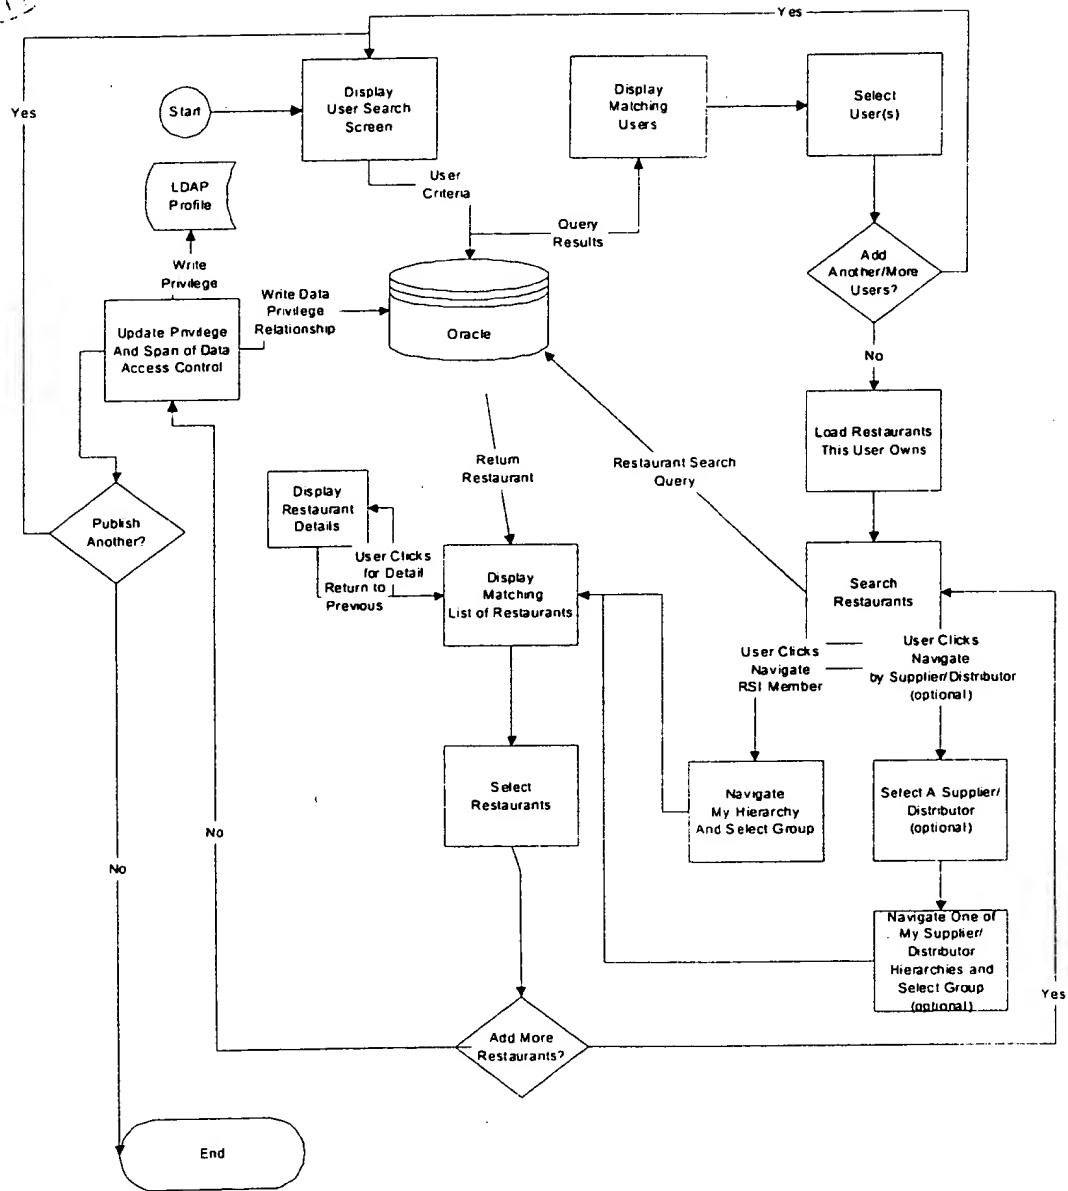 Yes
Yes
Start
Display
User Search
Screen
Display
Matching
Users
Select
User(s)
User
Criteria
LDAP
Profile
Query
Results
Write
Privilege
Add
Another/More
Users?
Write Data
Privilege
Relationship
Oracle
Update Privilege
And Span of Data
Access Control
No
Load Restaurants
This User Owns
Return
Restaurant
Restaurant Search
Query
Display
Restaurant
Details
Publish
Another?
User Clicks
for Detail
Return to
Previous
Display
Matching
List of Restaurants
Search
Restaurants
User Clicks
Navigate
RSI Member
User Clicks
Navigate
by Supplier/Distributor
(optional)
Select
Restaurants
Navigate
My Hierarchy
And Select Group
Select A Supplier/
Distributor
(optional)
No
No
Navigate One of
My Supplier/
Distributor
Hierarchies and
Select Group
(optional)
Yes
Add More
Restaurants?
End